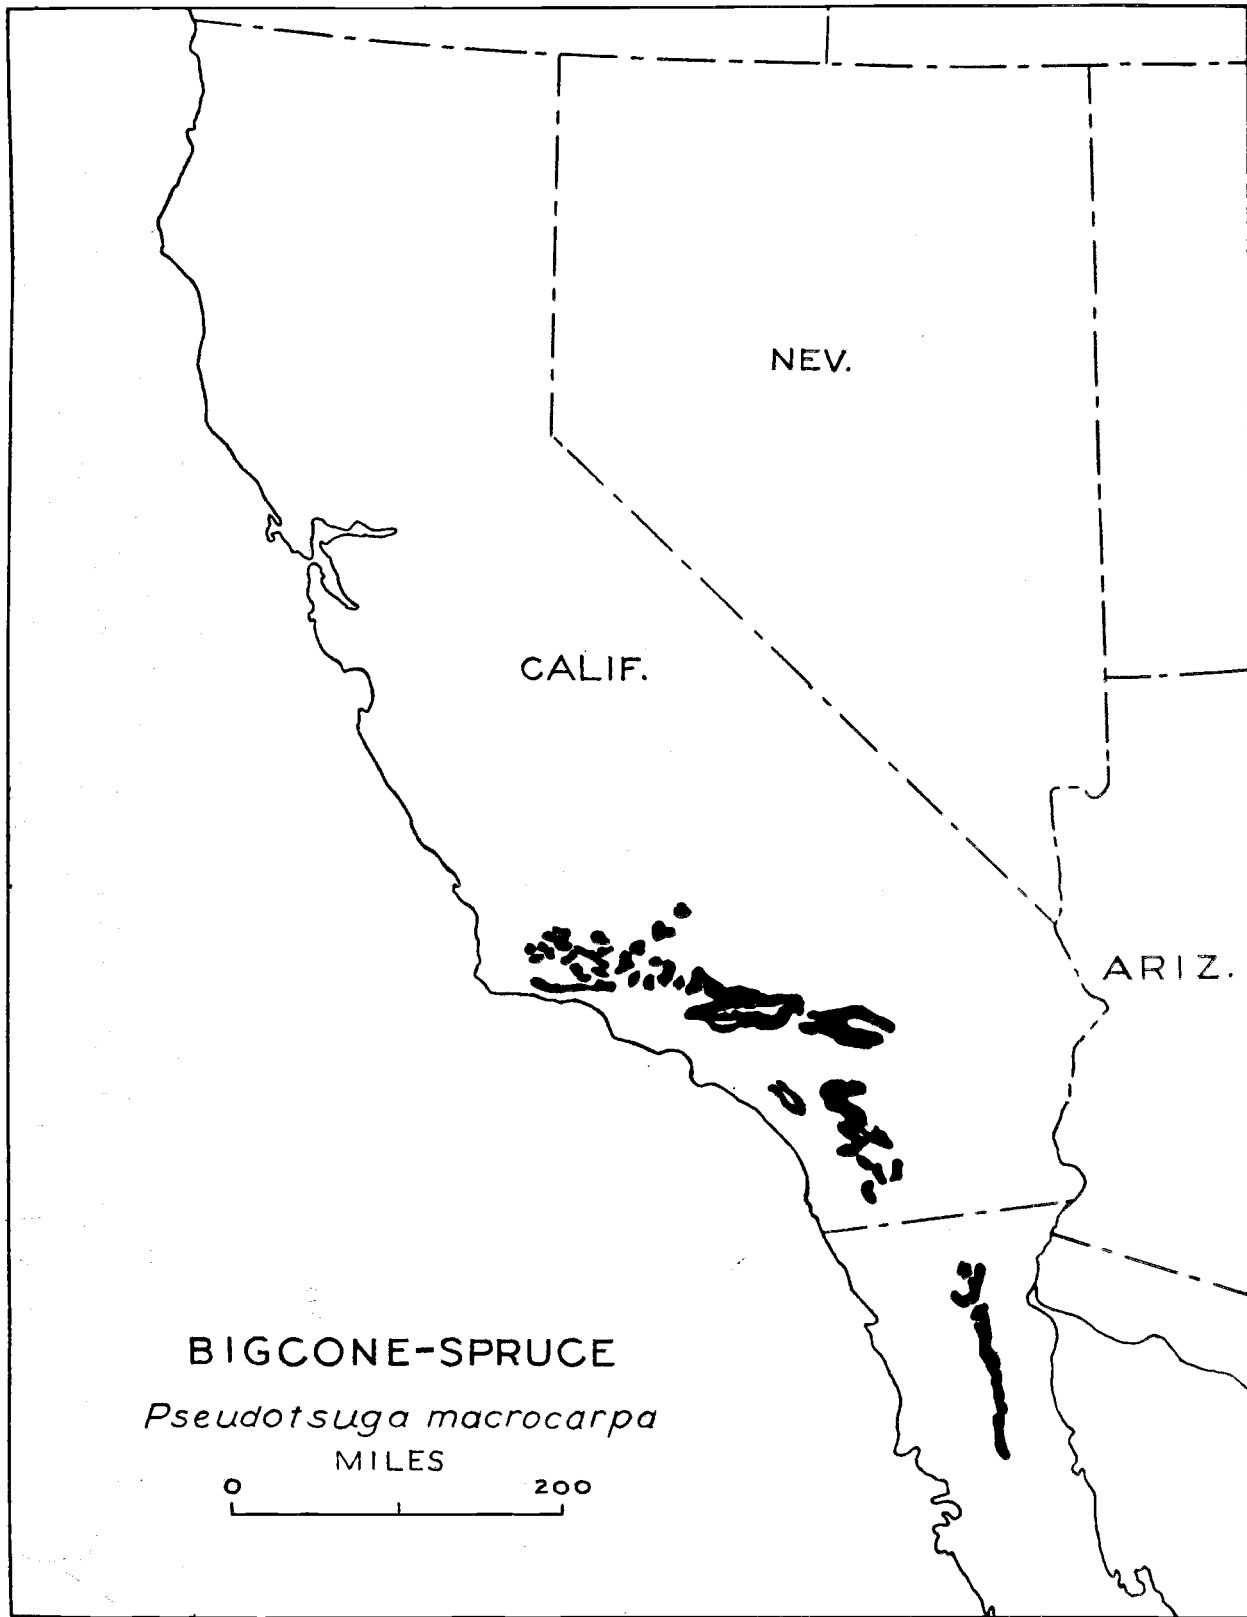 NEV.
CALIF.
ARIZ.
BIGCONE-SPRUCE
Pseudotsuga macrocarpa
MILES
0 200